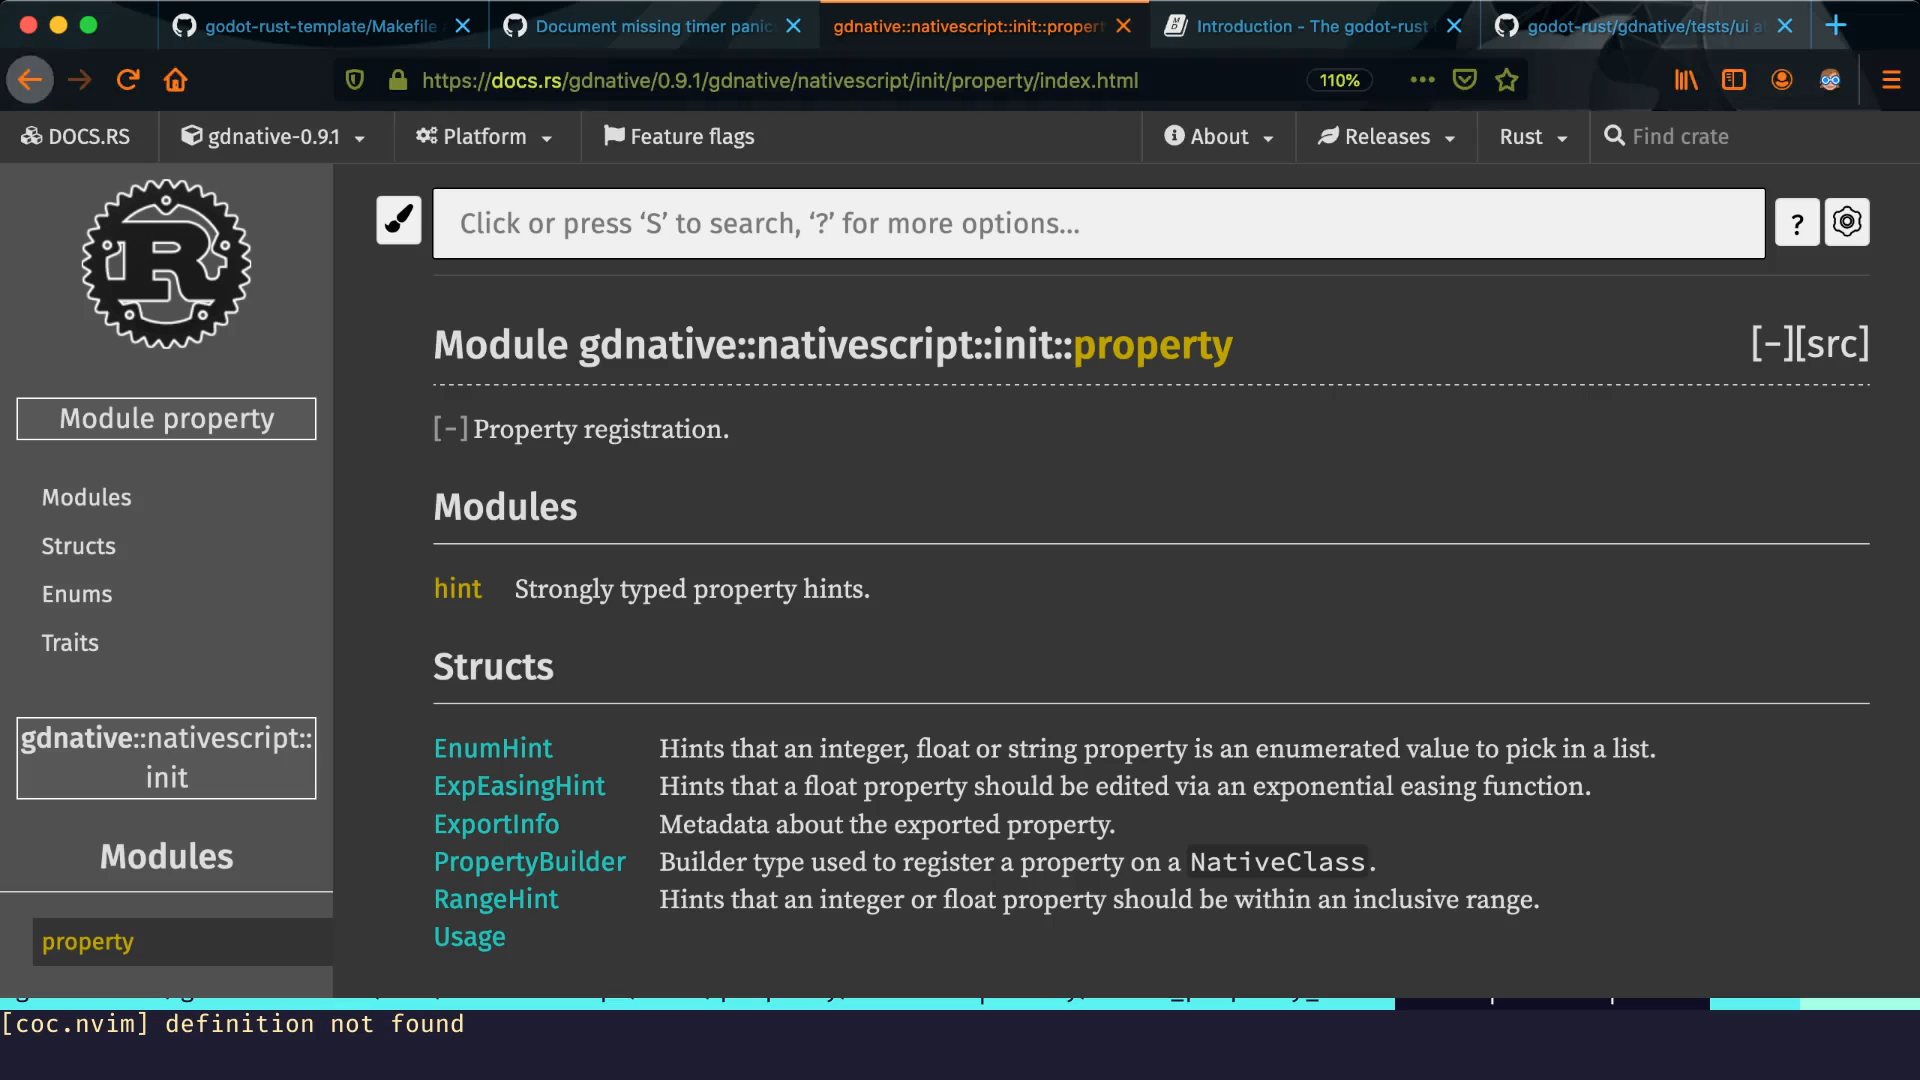 godot-rust-template/Makefile
Document missing timer panics
gdnative::nativescript::init::propert
Introduction - The godot-rust
godot-rust/gdnative/tests/ui a
https://docs.rs/gdnative/0.9.1/gdnative/nativescript/init/property/index.html
110%
DOCS.RS
gdnative-0.9.1
Platform
Feature flags
About
Releases
Rust
Find crate
Click or press ‘S’ to search, ‘?’ for more options...
?
Module gdnative::nativescript::init::property
[-][src]
[-] Property registration.
Modules
hint Strongly typed property hints.
Structs
EnumHint Hints that an integer, float or string property is an enumerated value to pick in a list.
ExpEasingHint Hints that a float property should be edited via an exponential easing function.
ExportInfo Metadata about the exported property.
PropertyBuilder Builder type used to register a property on a NativeClass.
RangeHint Hints that an integer or float property should be within an inclusive range.
Usage
Module property
Modules
Structs
Enums
Traits
gdnative::nativescript::
init
Modules
property
[coc.nvim] definition not found